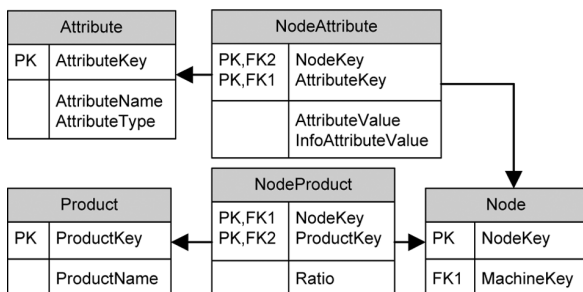 Attribute
PK AttributeKey
AttributeName
AttributeType
NodeAttribute
PK,FK2 NodeKey
PK,FK1 AttributeKey
AttributeValue
InfoAttributeValue
Product
PK ProductKey
ProductName
NodeProduct
PK,FK1 NodeKey
PK,FK2 ProductKey
Ratio
Node
PK NodeKey
FK1 MachineKey